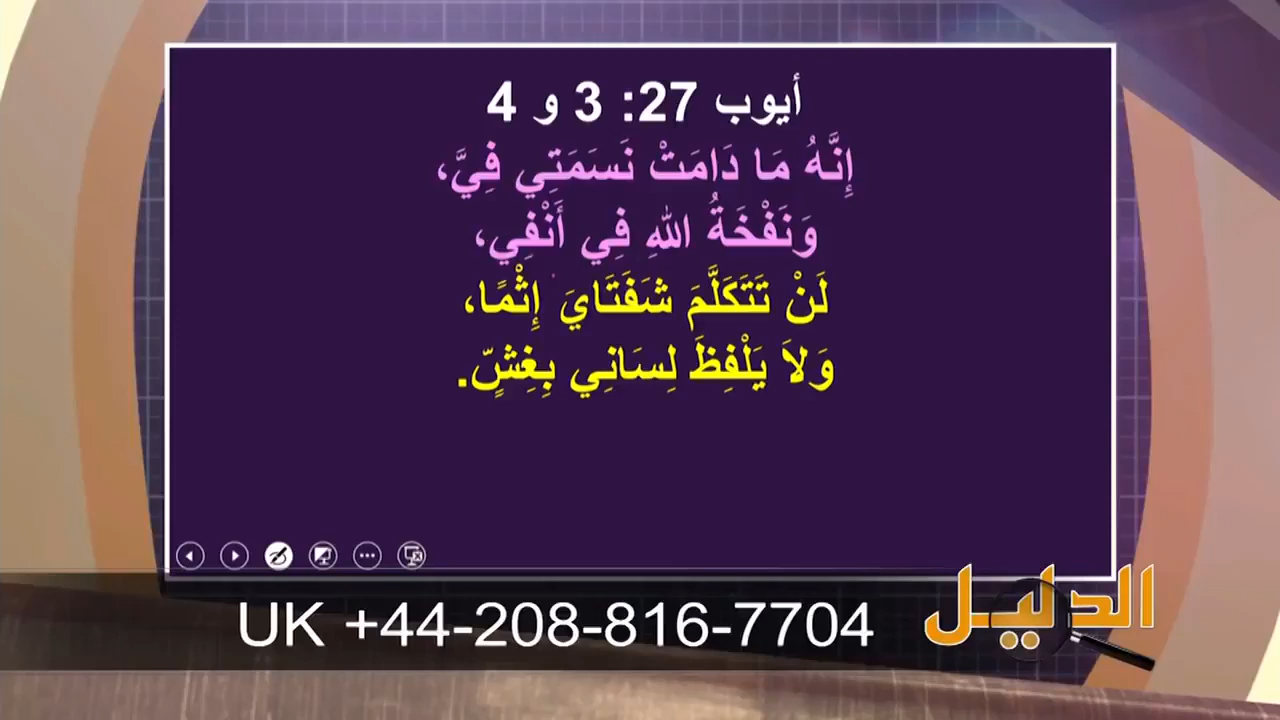 أيوب 27: 3 و 4
إِنَّهُ مَا دَامَتْ نَسَمَتِي فِيَّ،
وَنَفْخَةُ اللهِ فِي أَنْفِي،
لَنْ تَتَكَلَّمَ شَفَتَايَ إِثْمًا،
وَلاَ يَلْفِظَ لِسَانِي بِغِشٍّ.
UK +44-208-816-7704
الدليل